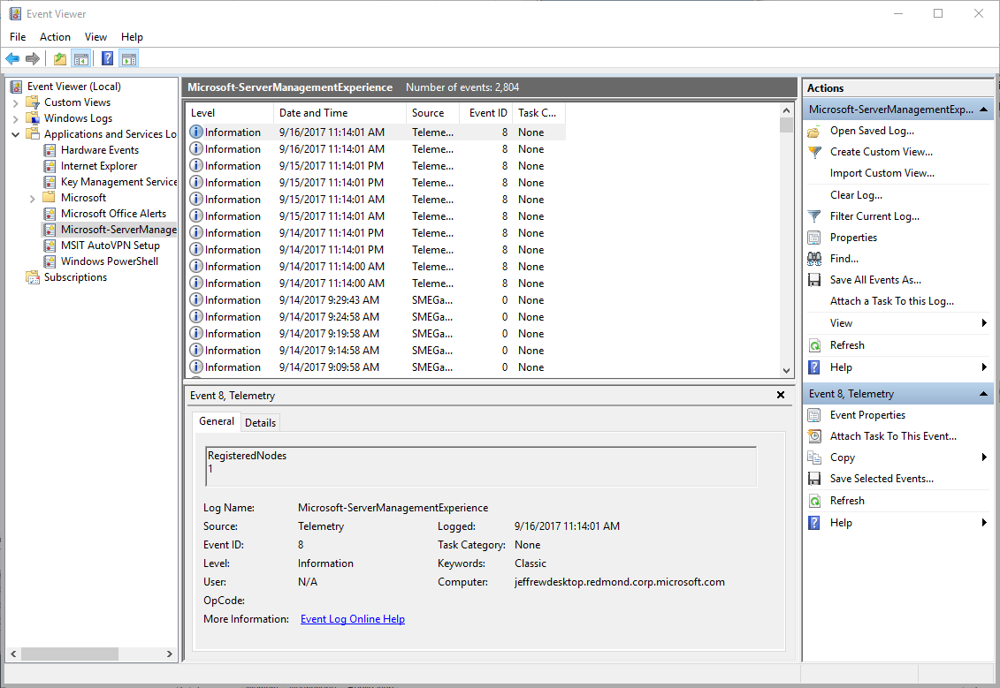 Event Viewer
File Action View Help
Event Viewer (Local)
Custom Views
Windows Logs
Applications and Services Lo
Hardware Events
Internet Explorer
Key Management Service
Microsoft
Microsoft Office Alerts
Microsoft-ServerManage
MSIT AutoVPN Setup
Windows PowerShell
Subscriptions
Microsoft-ServerManagementExperience Number of events: 2,804
Level Date and Time Source Event ID Task C...
Information 9/16/2017 11:14:01 AM Teleme... 8 None
Information 9/16/2017 11:14:01 AM Teleme... 8 None
Information 9/15/2017 11:14:01 PM Teleme... 8 None
Information 9/15/2017 11:14:01 PM Teleme... 8 None
Information 9/15/2017 11:14:01 AM Teleme... 8 None
Information 9/15/2017 11:14:01 AM Teleme... 8 None
Information 9/14/2017 11:14:01 PM Teleme... 8 None
Information 9/14/2017 11:14:01 PM Teleme... 8 None
Information 9/14/2017 11:14:00 AM Teleme... 8 None
Information 9/14/2017 11:14:00 AM Teleme... 8 None
Information 9/14/2017 9:29:43 AM SMEGa... 0 None
Information 9/14/2017 9:24:58 AM SMEGa... 0 None
Information 9/14/2017 9:19:58 AM SMEGa... 0 None
Information 9/14/2017 9:14:58 AM SMEGa... 0 None
Information 9/14/2017 9:09:58 AM SMEGa... 0 None
Event 8, Telemetry
General Details
RegisteredNodes
1
Log Name: Microsoft-ServerManagementExperience
Source: Telemetry Logged: 9/16/2017 11:14:01 AM
Event ID: 8 Task Category: None
Level: Information Keywords: Classic
User: N/A Computer: jeffrewdesktop.redmond.corp.microsoft.com
OpCode:
More Information: Event Log Online Help
Actions
Microsoft-ServerManagementExp...
Open Saved Log...
Create Custom View...
Import Custom View...
Clear Log...
Filter Current Log...
Properties
Find...
Save All Events As...
Attach a Task To this Log...
View
Refresh
Help
Event 8, Telemetry
Event Properties
Attach Task To This Event...
Copy
Save Selected Events...
Refresh
Help